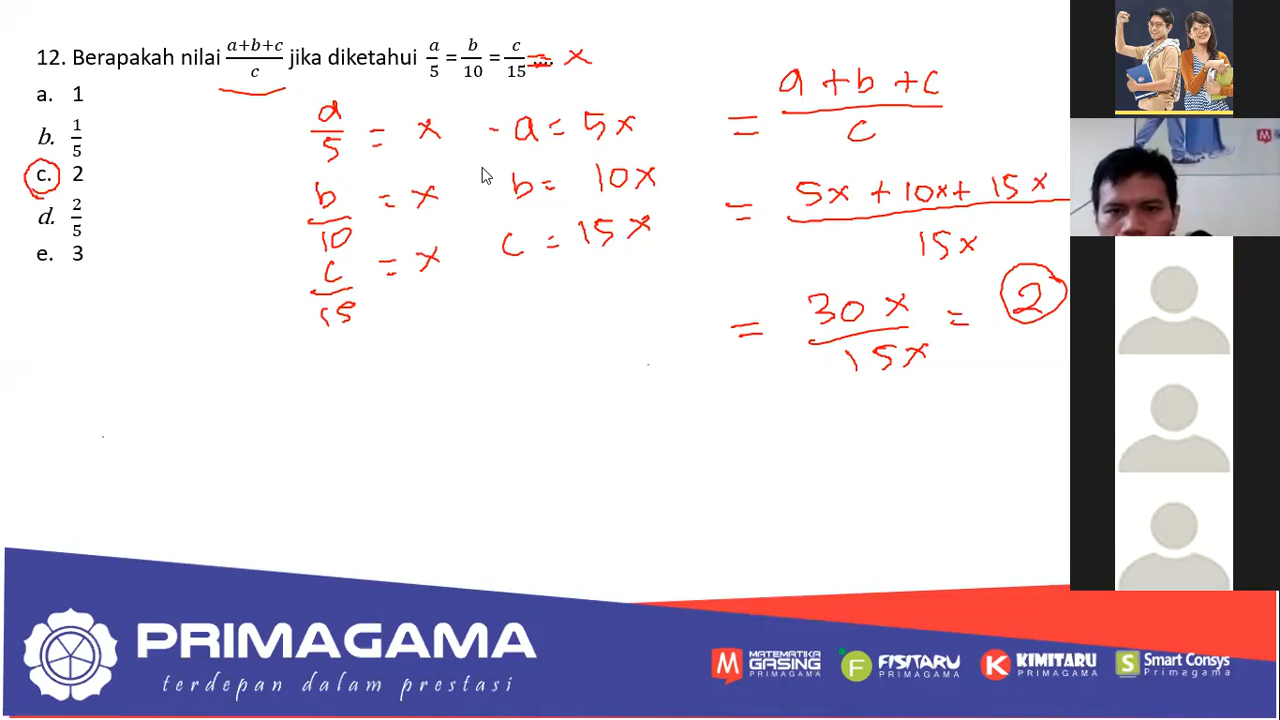 12. Berapakah nilai (a+b+c)/c jika diketahui a/5 = b/10 = c/15 .... = x
a. 1
b. 1/5
c. 2
d. 2/5
e. 3
a/5 = x
b/10 = x
c/15 = x
- a = 5x
b = 10x
c = 15x
= (a + b + c)/c
= (5x + 10x + 15x)/15x
= 30x/15x = 2
PRIMAGAMA
terdepan dalam prestasi
MATEMATIKA
GASING
PRIMAGAMA
F FISITARU
PRIMAGAMA
K KIMITARU
PRIMAGAMA
S Smart Consys
Primagama